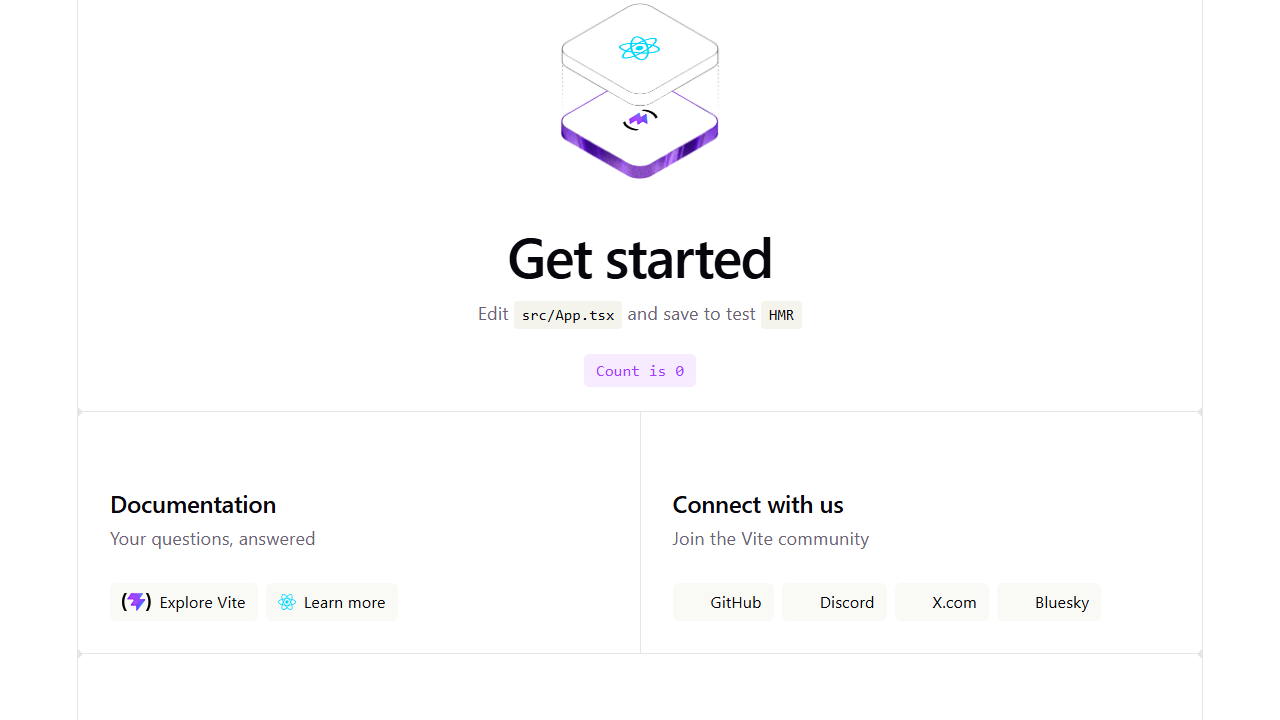 Get started
Edit src/App.tsx and save to test HMR
Count is 0
Documentation
Your questions, answered
Explore Vite
Learn more
Connect with us
Join the Vite community
GitHub
Discord
X.com
Bluesky